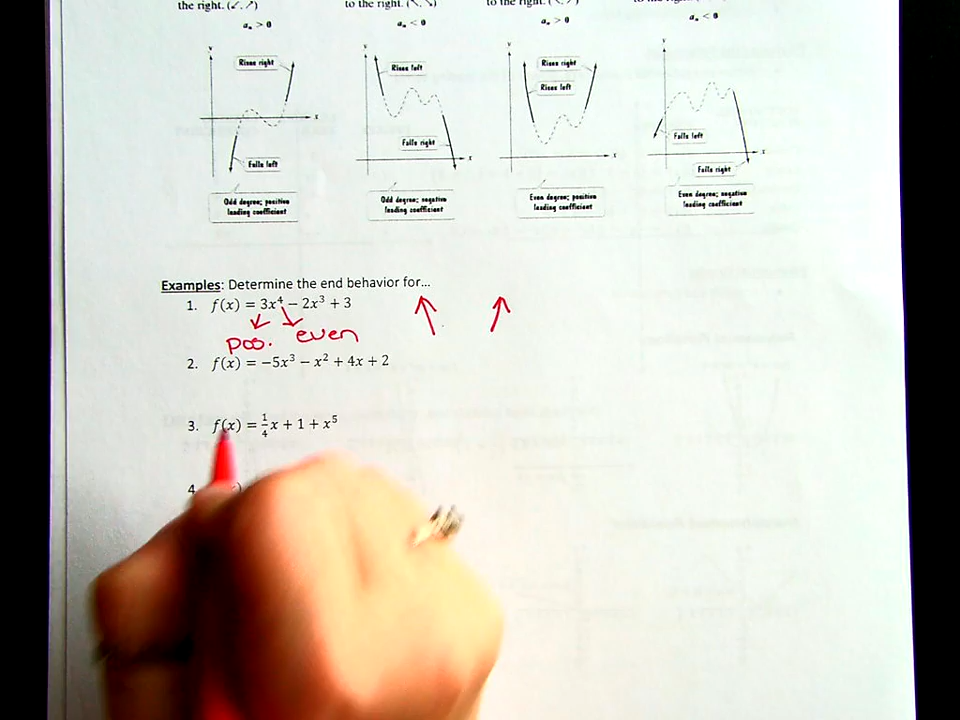 the right. (↙, ↗)
to the right. (↖, ↘)
to the right. (↖, ↗)
aₙ > 0
aₙ < 0
aₙ > 0
aₙ < 0
y
Rises right
x
Falls left
Odd degree; positive
leading coefficient
y
Rises left
Falls right
x
Odd degree; negative
leading coefficient
y
Rises right
Rises left
x
Even degree; positive
leading coefficient
y
Falls left
x
Falls right
Even degree; negative
leading coefficient
Examples: Determine the end behavior for...
1. f(x) = 3x⁴ − 2x³ + 3
pos. even
2. f(x) = −5x³ − x² + 4x + 2
3. f(x) = 1/4 x + 1 + x⁵
4.